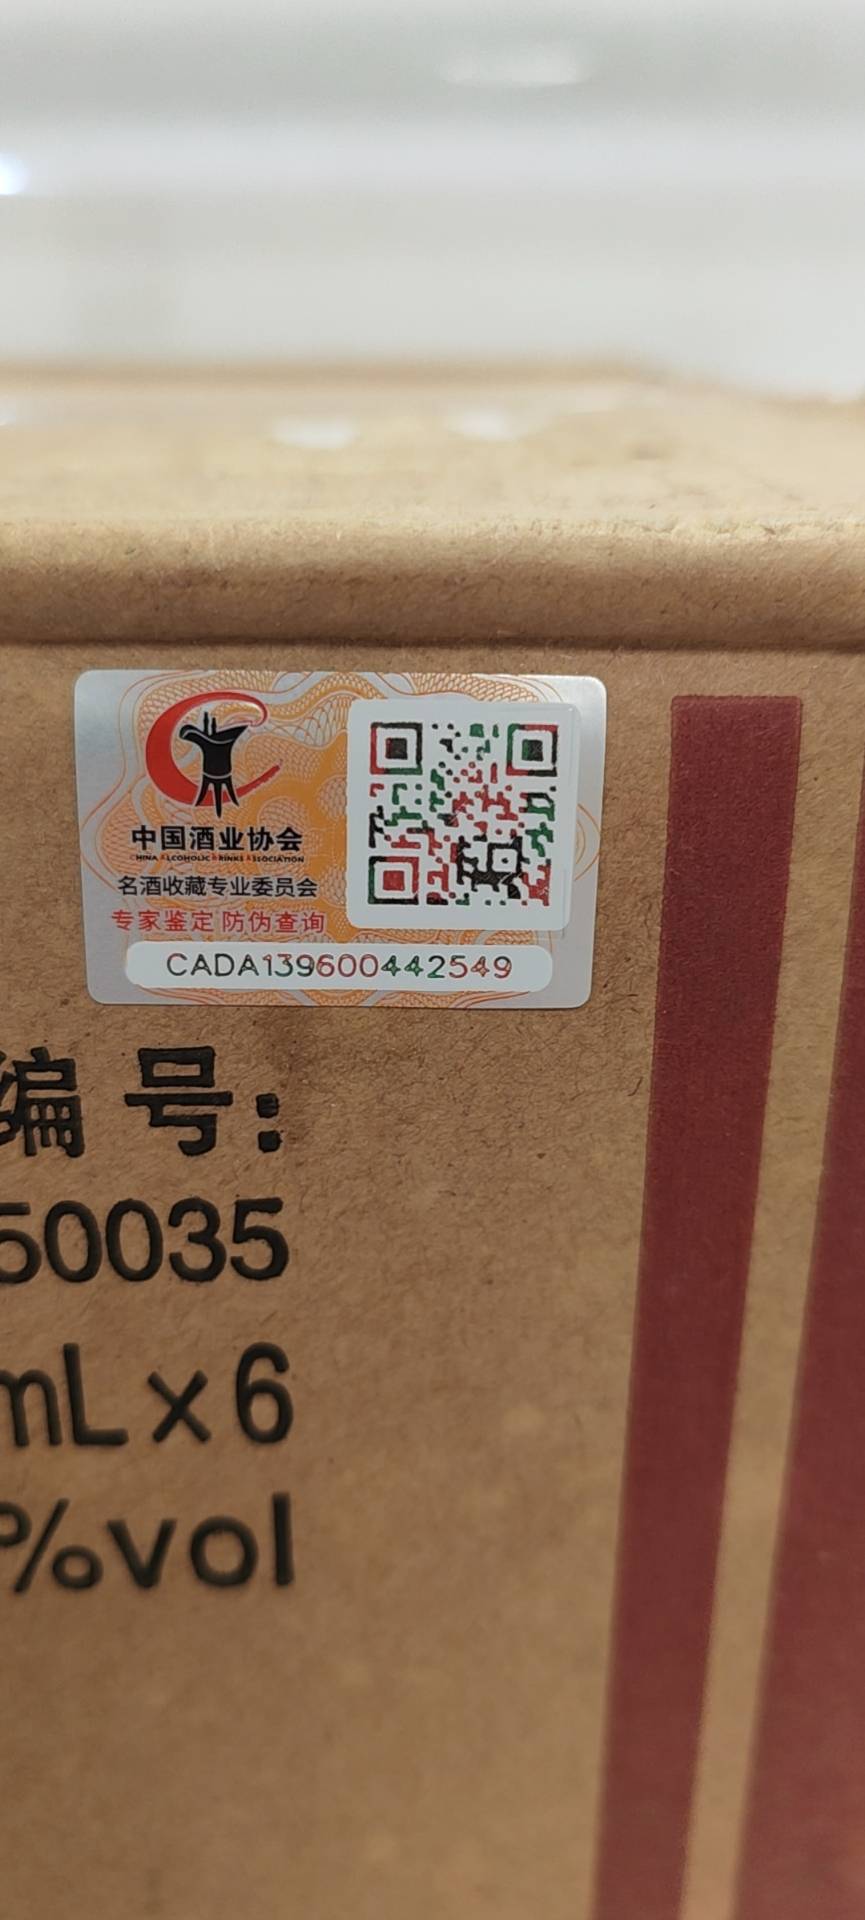 中国酒业协会
CHINA ALCOHOLIC DRINKS ASSOCIATION
名酒收藏专业委员会
专家鉴定 防伪查询
CADA139600442549
编号:
50035
mL×6
%vol